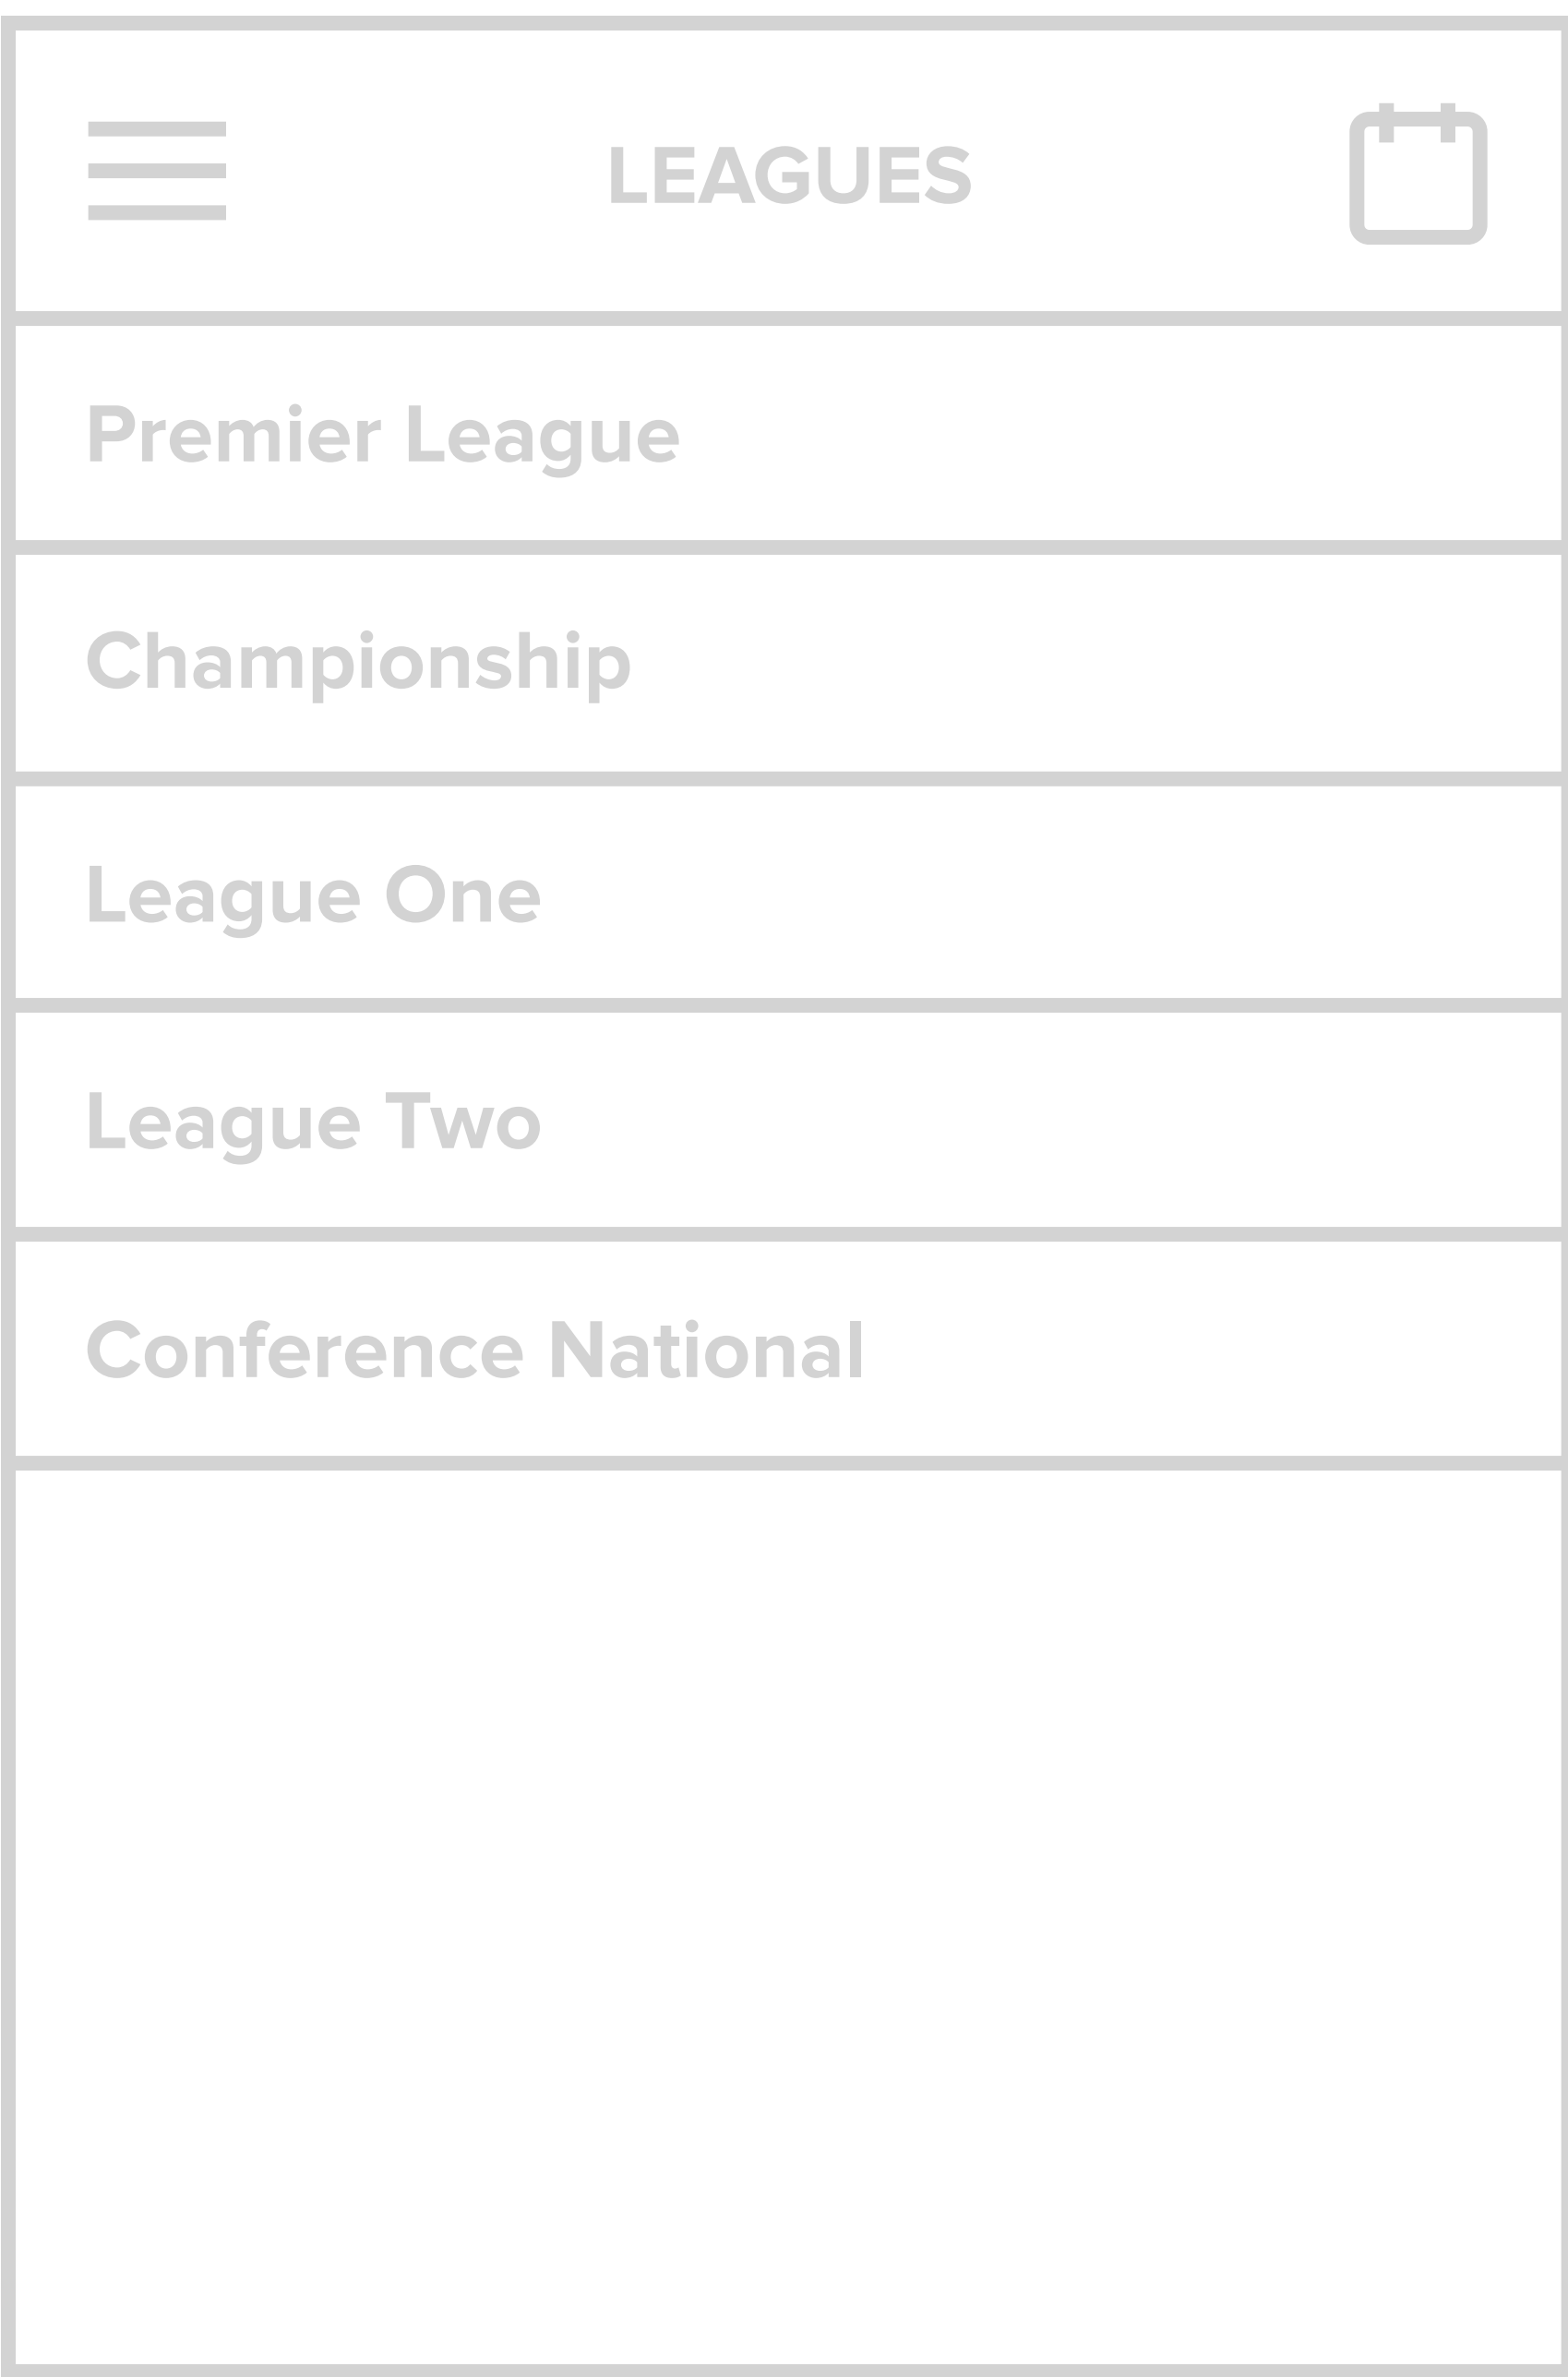 LEAGUES
Premier League
Championship
League One
League Two
Conference National